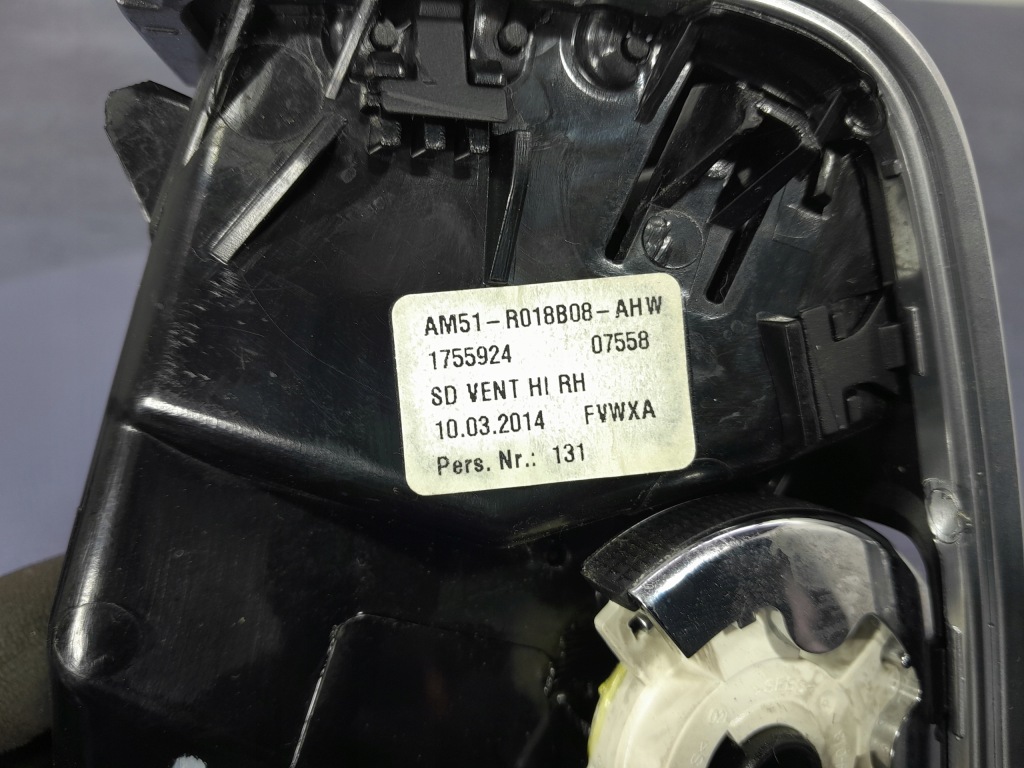 AM51-R018B08-AHW
1755924 07558
SD VENT HI RH
10.03.2014 FVWXA
Pers. Nr.: 131